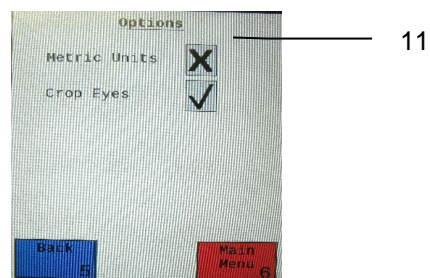 Options
11
Metric Units X
Crop Eyes ✓
Back 5
Main Menu 6